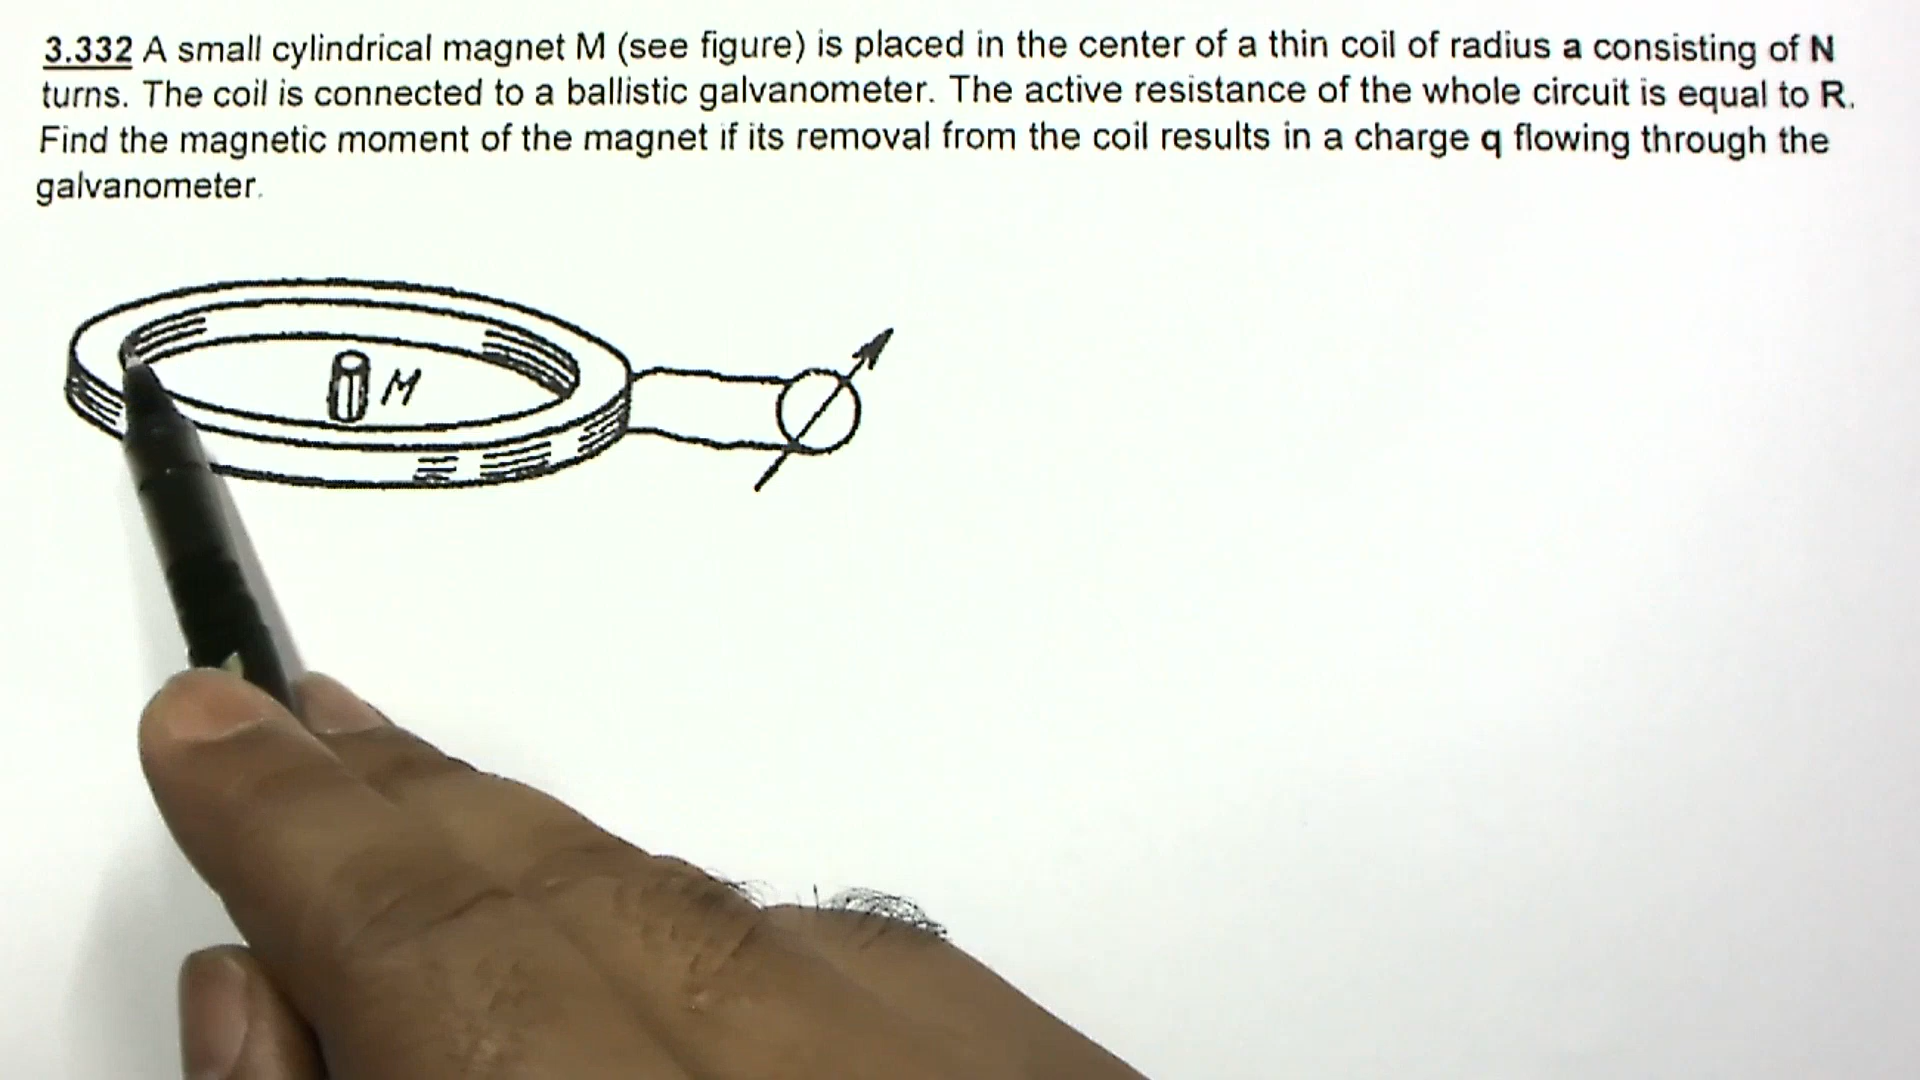 3.332 A small cylindrical magnet M (see figure) is placed in the center of a thin coil of radius a consisting of N
turns. The coil is connected to a ballistic galvanometer. The active resistance of the whole circuit is equal to R.
Find the magnetic moment of the magnet if its removal from the coil results in a charge q flowing through the
galvanometer.
M